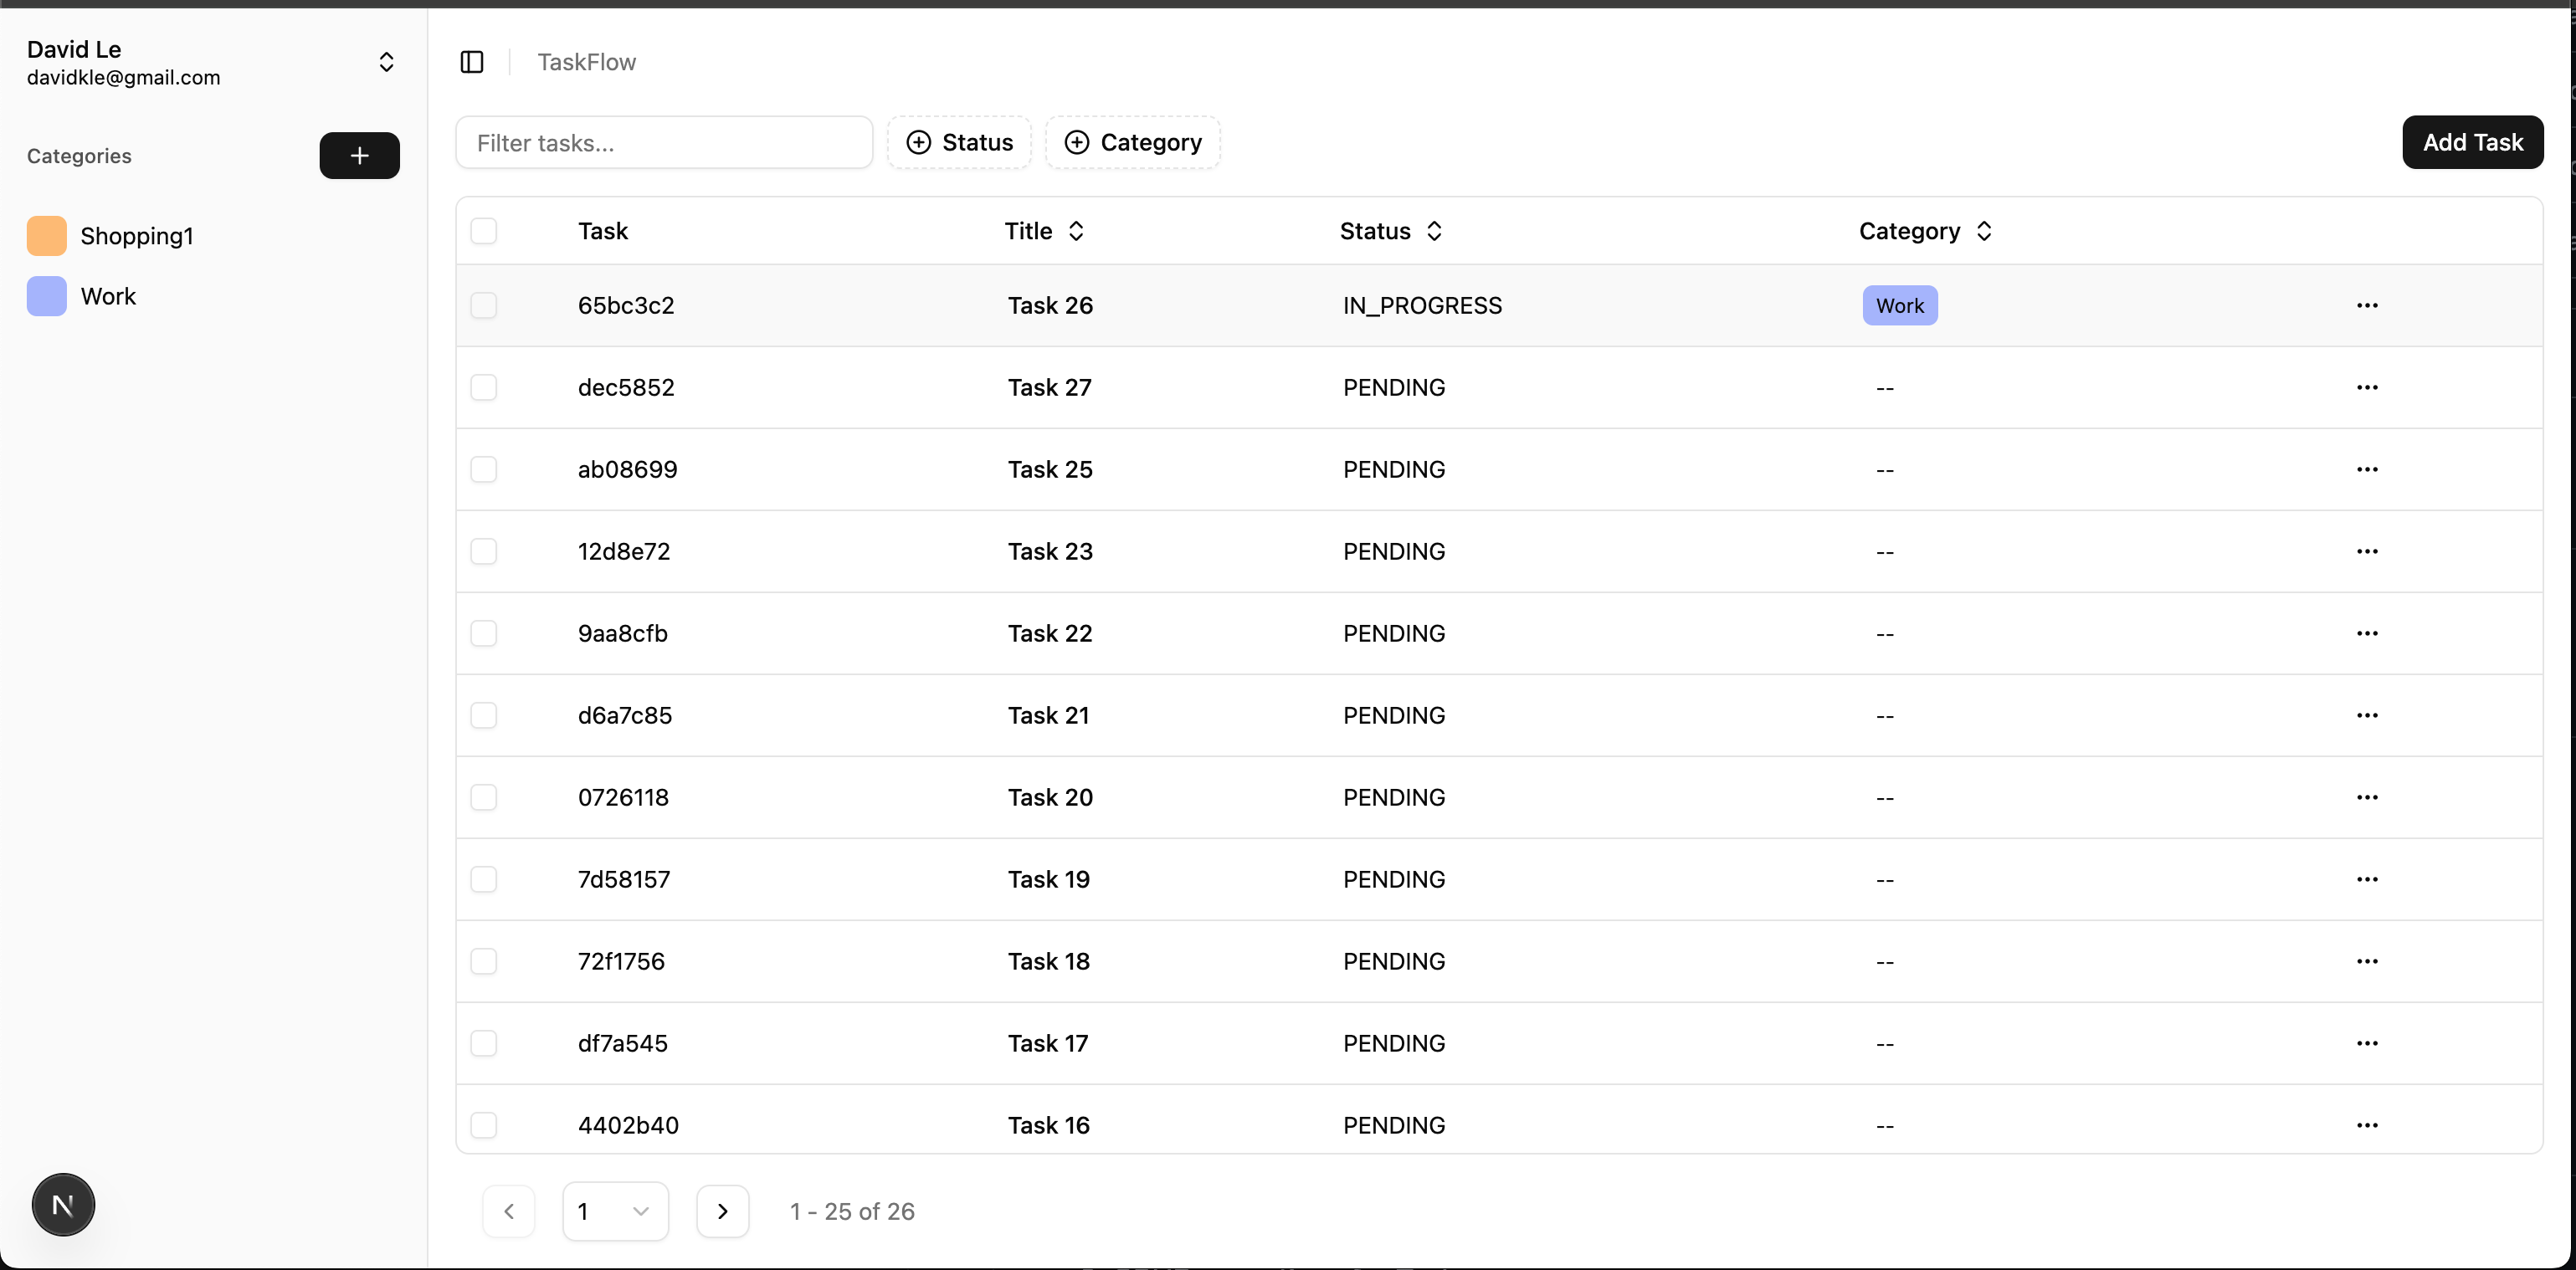 David Le
davidkle@gmail.com
Categories
+
Shopping1
Work
TaskFlow
Filter tasks...
Status
Category
Add Task
Task Title Status Category
65bc3c2 Task 26 IN_PROGRESS Work ...
dec5852 Task 27 PENDING -- ...
ab08699 Task 25 PENDING -- ...
12d8e72 Task 23 PENDING -- ...
9aa8cfb Task 22 PENDING -- ...
d6a7c85 Task 21 PENDING -- ...
0726118 Task 20 PENDING -- ...
7d58157 Task 19 PENDING -- ...
72f1756 Task 18 PENDING -- ...
df7a545 Task 17 PENDING -- ...
4402b40 Task 16 PENDING -- ...
N
1
1 - 25 of 26